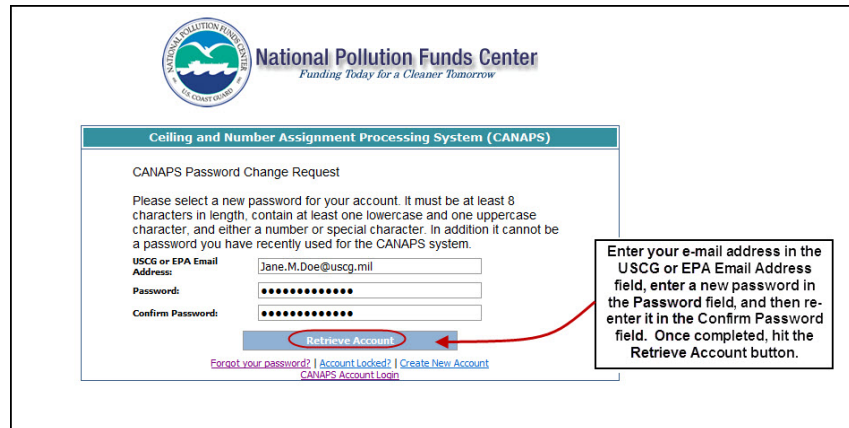 NATIONAL POLLUTION FUNDS CENTER
U.S. COAST GUARD
National Pollution Funds Center
Funding Today for a Cleaner Tomorrow
Ceiling and Number Assignment Processing System (CANAPS)
CANAPS Password Change Request
Please select a new password for your account. It must be at least 8
characters in length, contain at least one lowercase and one uppercase
character, and either a number or special character. In addition it cannot be
a password you have recently used for the CANAPS system.
USCG or EPA Email
Address:
Jane.M.Doe@uscg.mil
Password:
●●●●●●●●●●●●●
Confirm Password:
●●●●●●●●●●●●●
Retrieve Account
Forgot your password? | Account Locked? | Create New Account
CANAPS Account Login
Enter your e-mail address in the
USCG or EPA Email Address
field, enter a new password in
the Password field, and then re-
enter it in the Confirm Password
field. Once completed, hit the
Retrieve Account button.